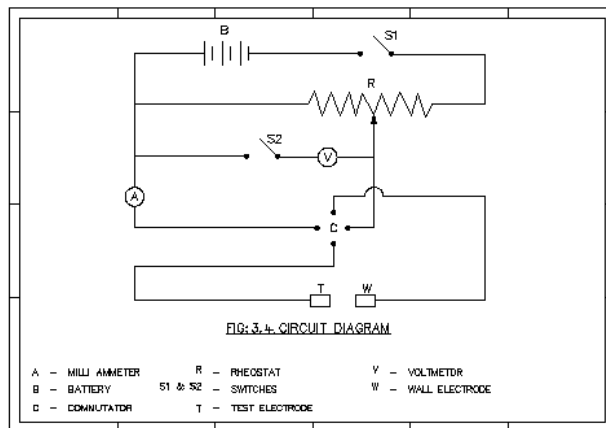 B
S1
R
S2
V
A
C
T W
FIG: 3.4. CIRCUIT DIAGRAM
A – MILLI AMMETER R – RHEOSTAT V – VOLTMETOR
B – BATTERY S1 & S2 – SWITCHES W – WALL ELECTRODE
C – COMNUTATOR T – TEST ELECTRODE